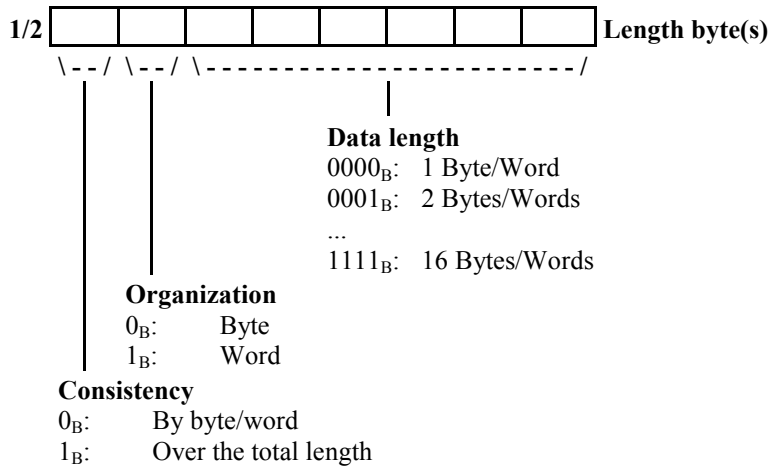 1/2 Length byte(s)
\--/ \--/ \-----------------------/
Data length
0000B: 1 Byte/Word
0001B: 2 Bytes/Words
...
1111B: 16 Bytes/Words
Organization
0B: Byte
1B: Word
Consistency
0B: By byte/word
1B: Over the total length